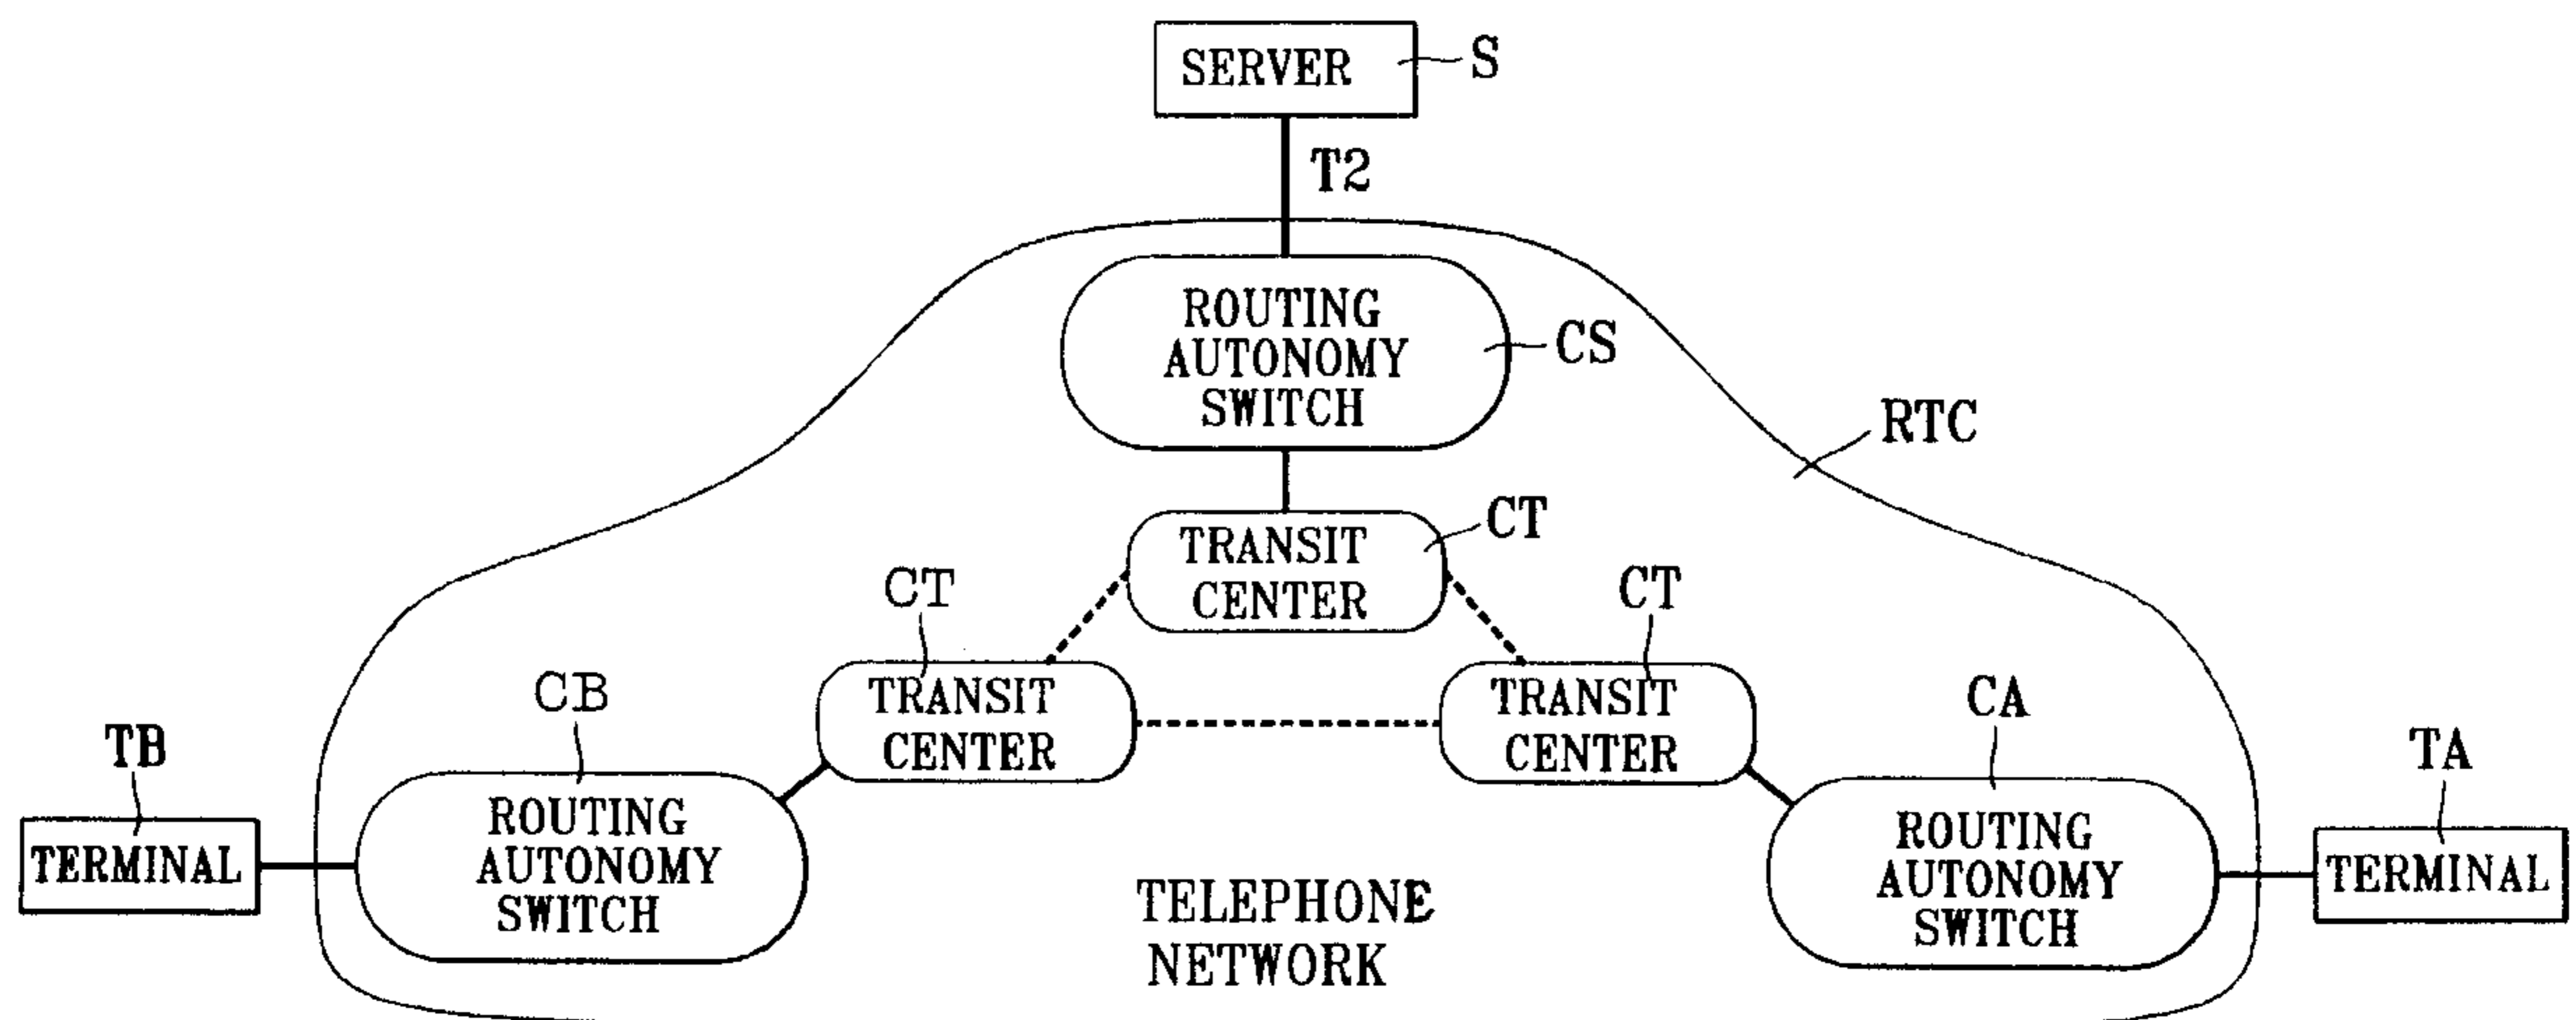 SERVER
S
T2
ROUTING
AUTONOMY
SWITCH
CS
RTC
TRANSIT
CENTER
CT
CT
TRANSIT
CENTER
CT
TRANSIT
CENTER
CB
ROUTING
AUTONOMY
SWITCH
TB
TERMINAL
CA
ROUTING
AUTONOMY
SWITCH
TA
TERMINAL
TELEPHONE
NETWORK